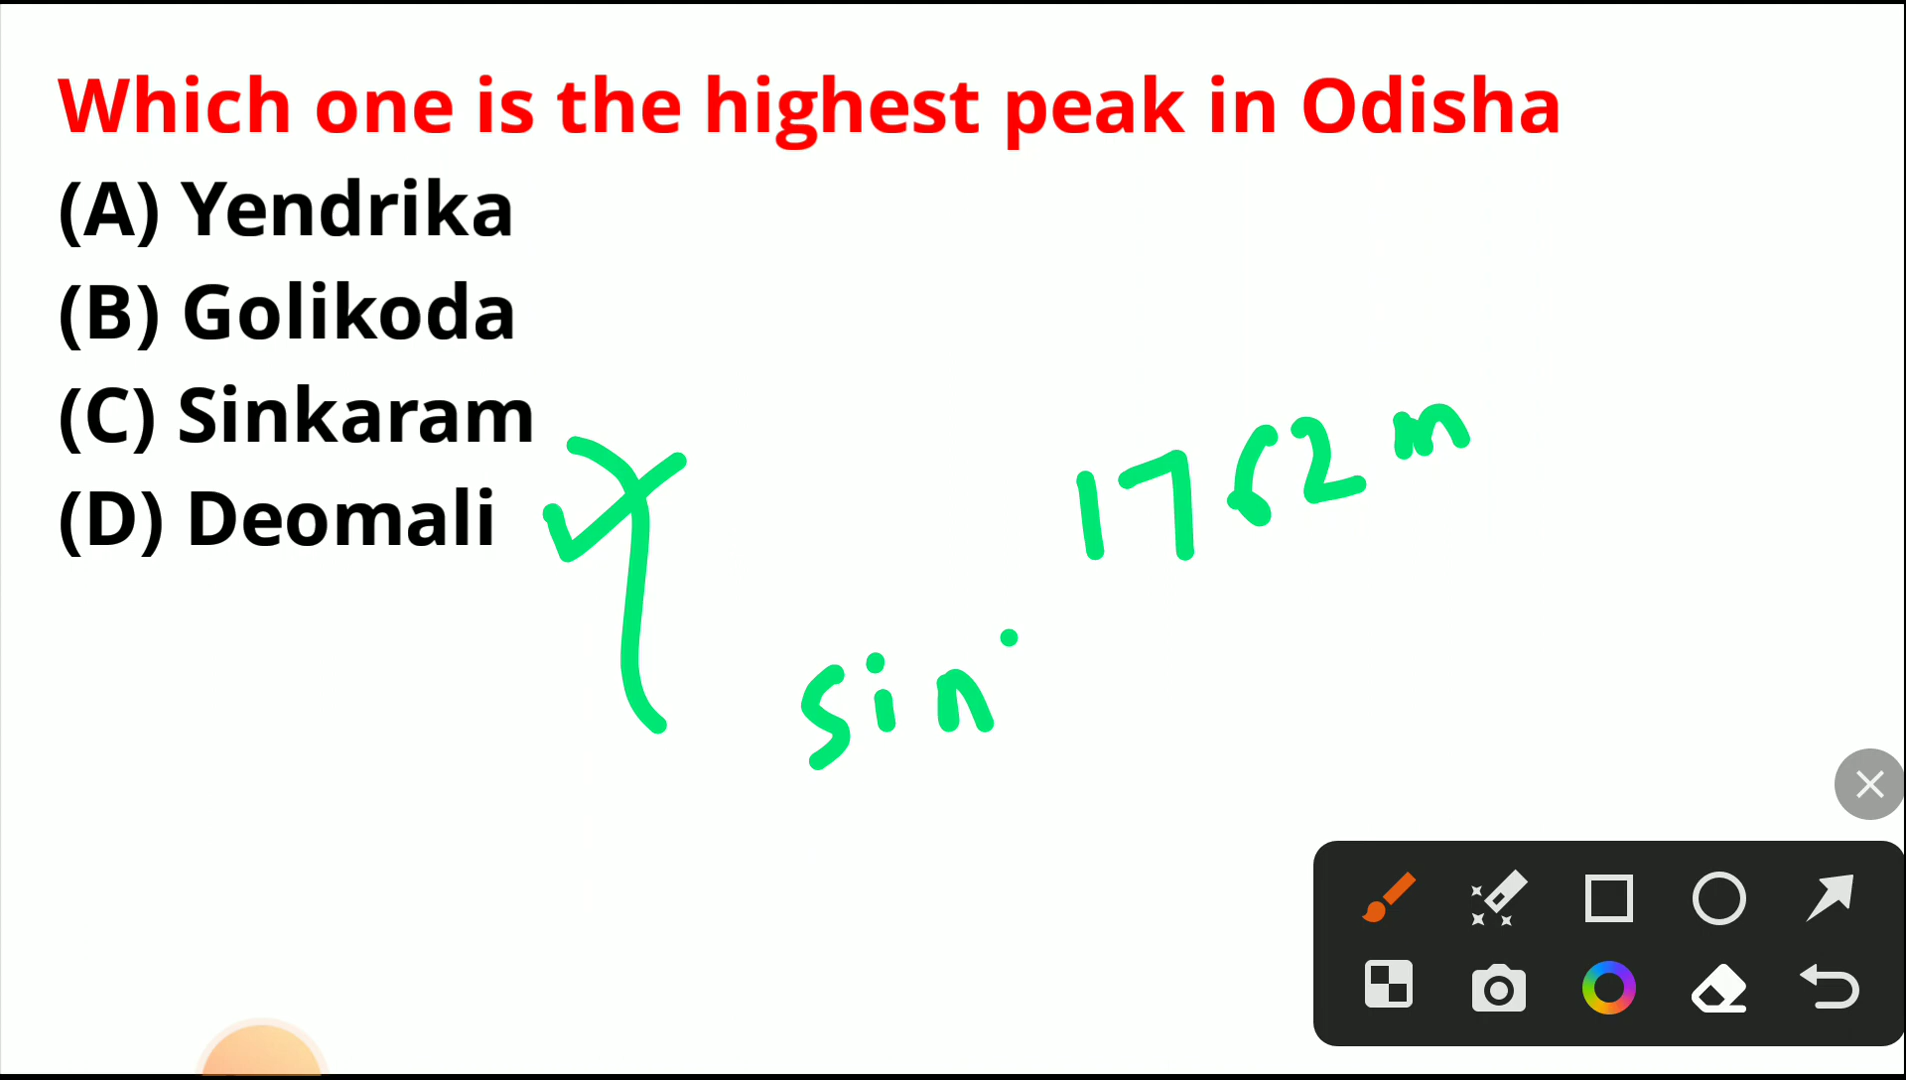 Which one is the highest peak in Odisha
(A) Yendrika
(B) Golikoda
(C) Sinkaram
(D) Deomali
1762 m
sin